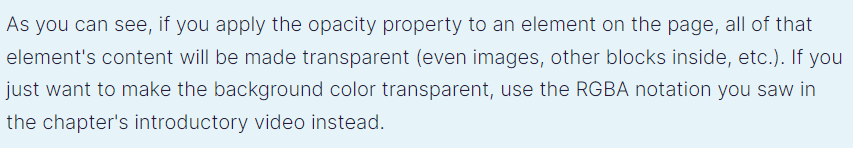 As you can see, if you apply the opacity property to an element on the page, all of that
element's content will be made transparent (even images, other blocks inside, etc.). If you
just want to make the background color transparent, use the RGBA notation you saw in
the chapter's introductory video instead.